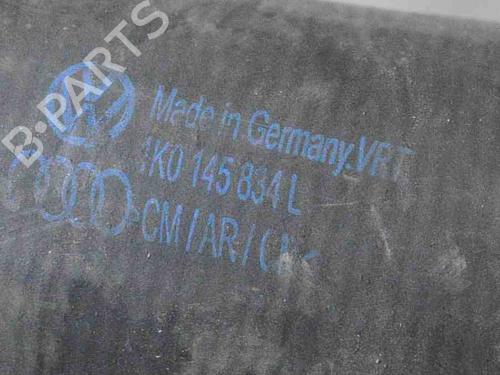 B·PARTS
Made in Germany.VRT
1K0 145 834 L
CM/AR/